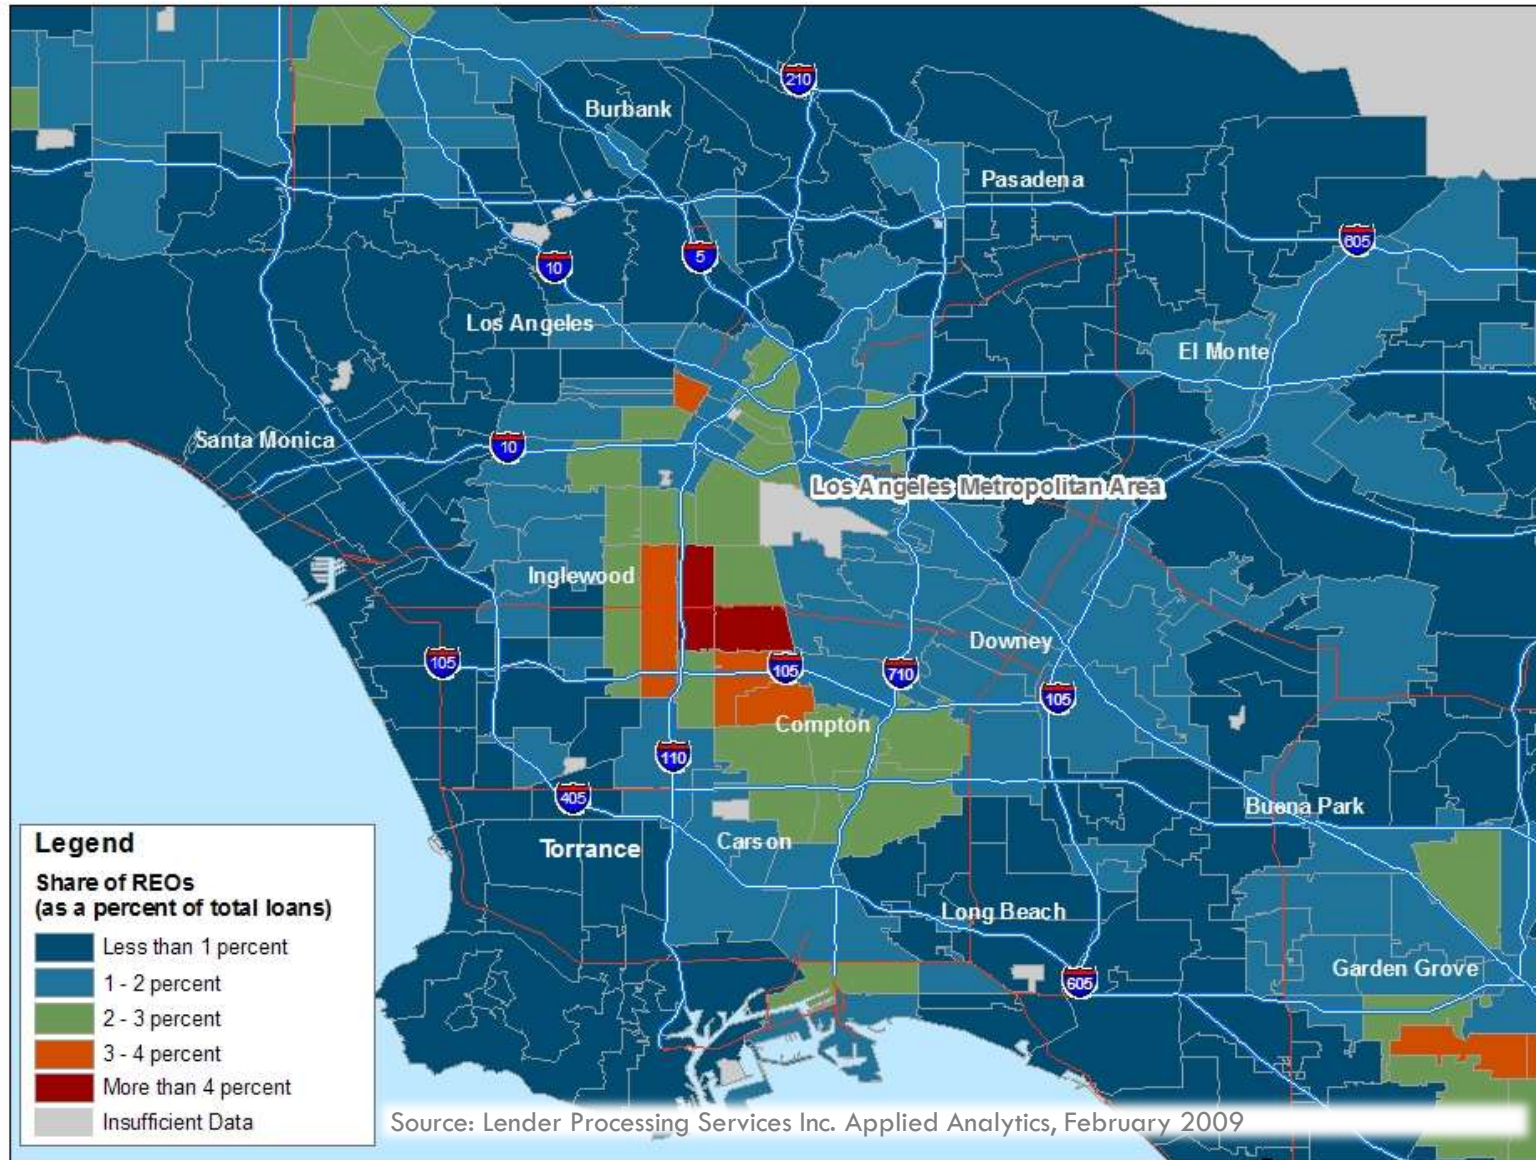 210
Burbank
Pasadena
605
10
5
Los Angeles
El Monte
Santa Monica
10
Los Angeles Metropolitan Area
Inglewood
Downey
105
105
710
105
Compton
110
405
Buena Park
Torrance
Carson
Long Beach
Garden Grove
605
Legend
Share of REOs
(as a percent of total loans)
Less than 1 percent
1 - 2 percent
2 - 3 percent
3 - 4 percent
More than 4 percent
Insufficient Data
Source: Lender Processing Services Inc. Applied Analytics, February 2009